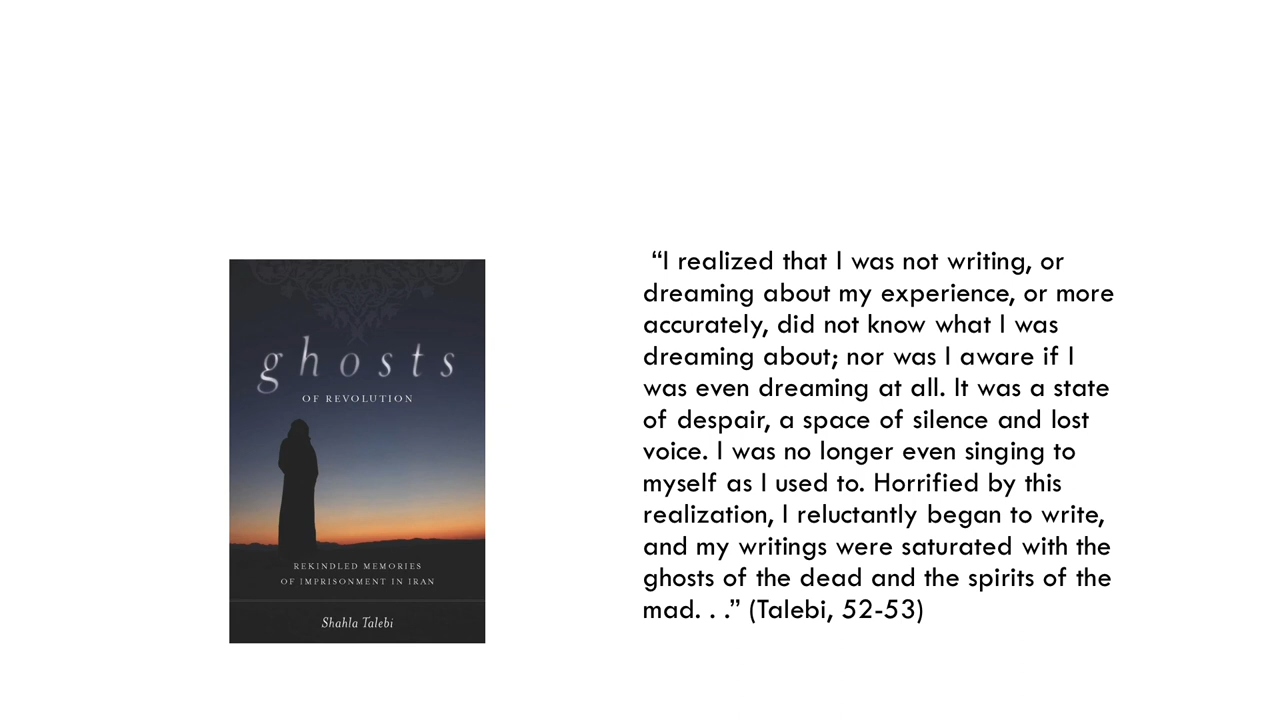 ghosts
OF REVOLUTION
REKINDLED MEMORIES
OF IMPRISONMENT IN IRAN
Shahla Talebi
“I realized that I was not writing, or
dreaming about my experience, or more
accurately, did not know what I was
dreaming about; nor was I aware if I
was even dreaming at all. It was a state
of despair, a space of silence and lost
voice. I was no longer even singing to
myself as I used to. Horrified by this
realization, I reluctantly began to write,
and my writings were saturated with the
ghosts of the dead and the spirits of the
mad. . .” (Talebi, 52-53)